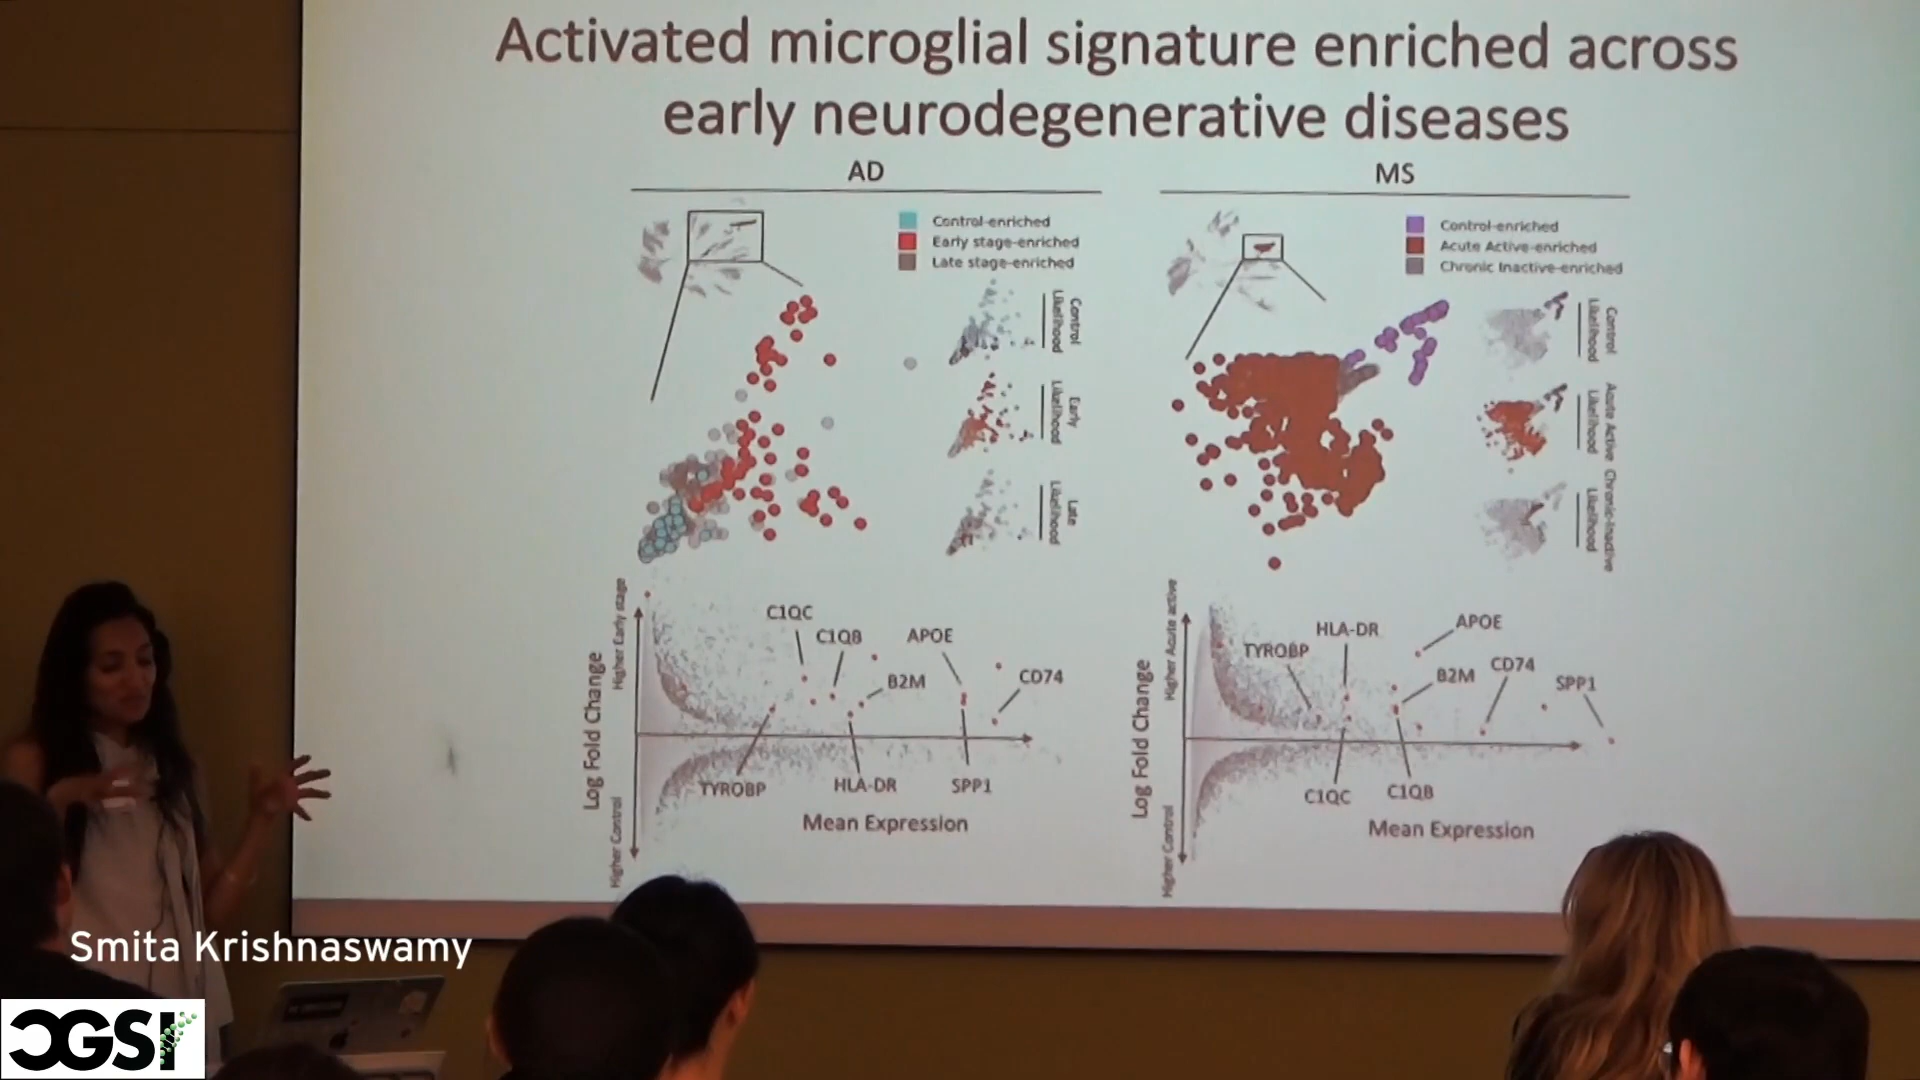 Activated microglial signature enriched across
early neurodegenerative diseases
AD
Control-enriched
Early stage-enriched
Late stage-enriched
Control
Likelihood
Early
Likelihood
Late
Likelihood
Higher Early stage
Log Fold Change
Higher Control
C1QC
C1QB
APOE
B2M
CD74
TYROBP
HLA-DR
SPP1
Mean Expression
MS
Control-enriched
Acute Active-enriched
Chronic Inactive-enriched
Control
Likelihood
Acute Active
Likelihood
Chronic-Inactive
Likelihood
Higher Acute active
Log Fold Change
Higher Control
TYROBP
HLA-DR
APOE
B2M
CD74
SPP1
C1QC
C1QB
Mean Expression
Smita Krishnaswamy
CGSI